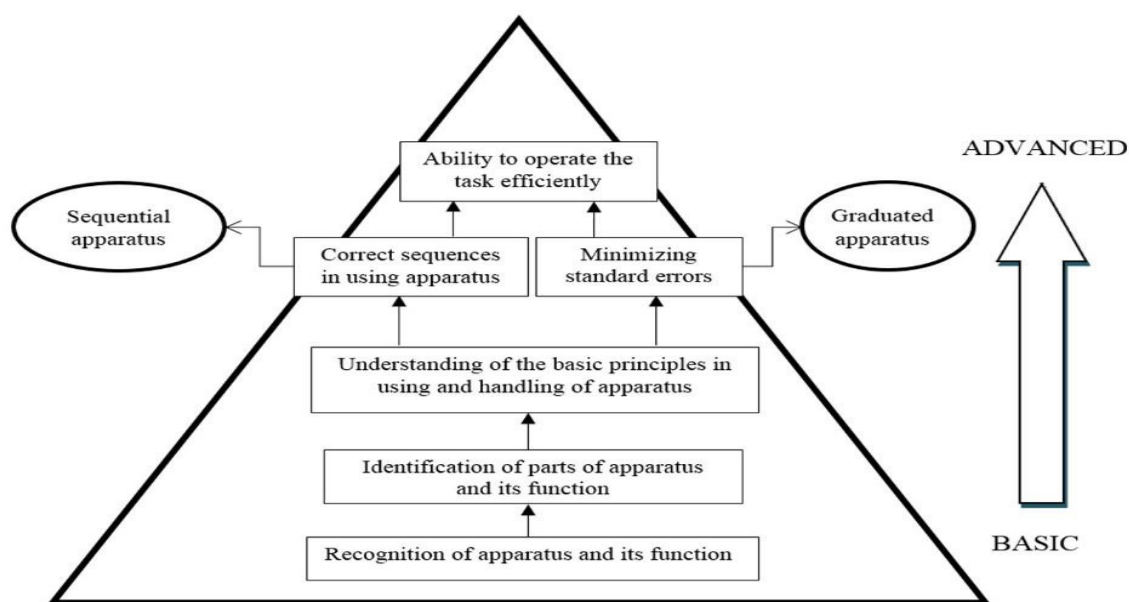 Ability to operate the
task efficiently
ADVANCED
Sequential
apparatus
Graduated
apparatus
Correct sequences
in using apparatus
Minimizing
standard errors
Understanding of the basic principles in
using and handling of apparatus
Identification of parts of apparatus
and its function
Recognition of apparatus and its function
BASIC